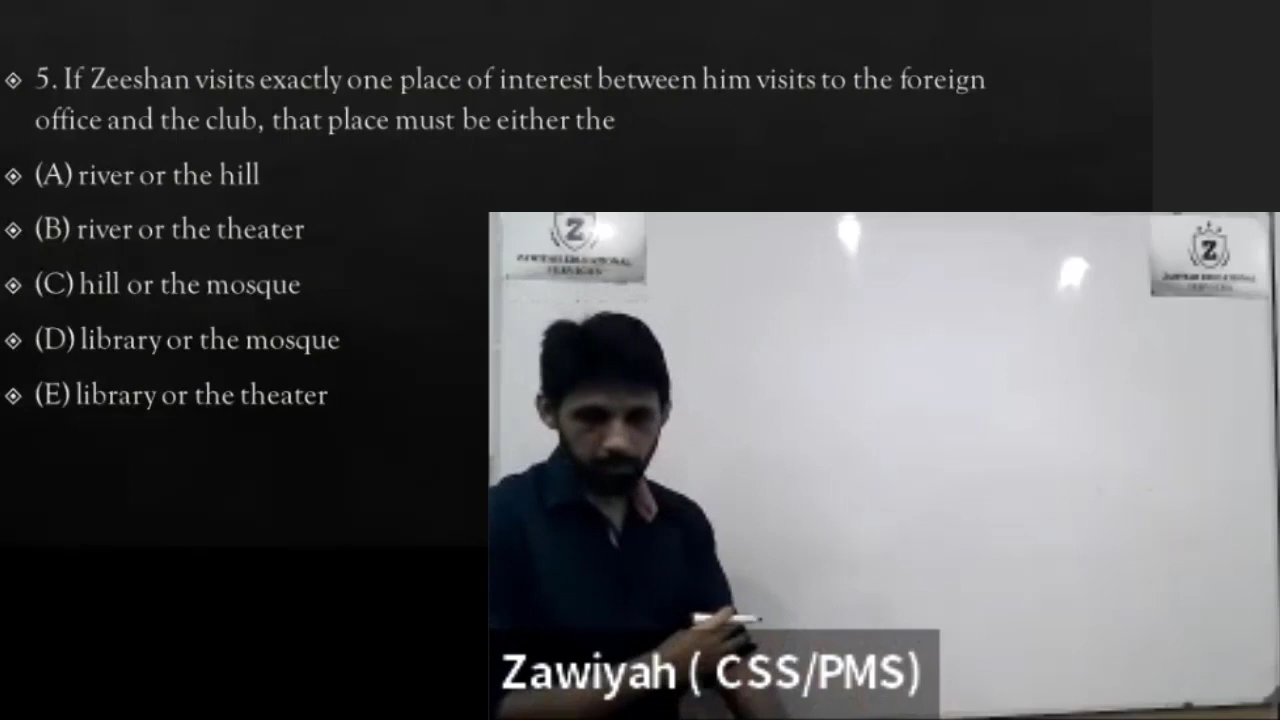 5. If Zeeshan visits exactly one place of interest between him visits to the foreign
office and the club, that place must be either the
(A) river or the hill
(B) river or the theater
(C) hill or the mosque
(D) library or the mosque
(E) library or the theater
Z
Z
Zawiyah ( CSS/PMS)